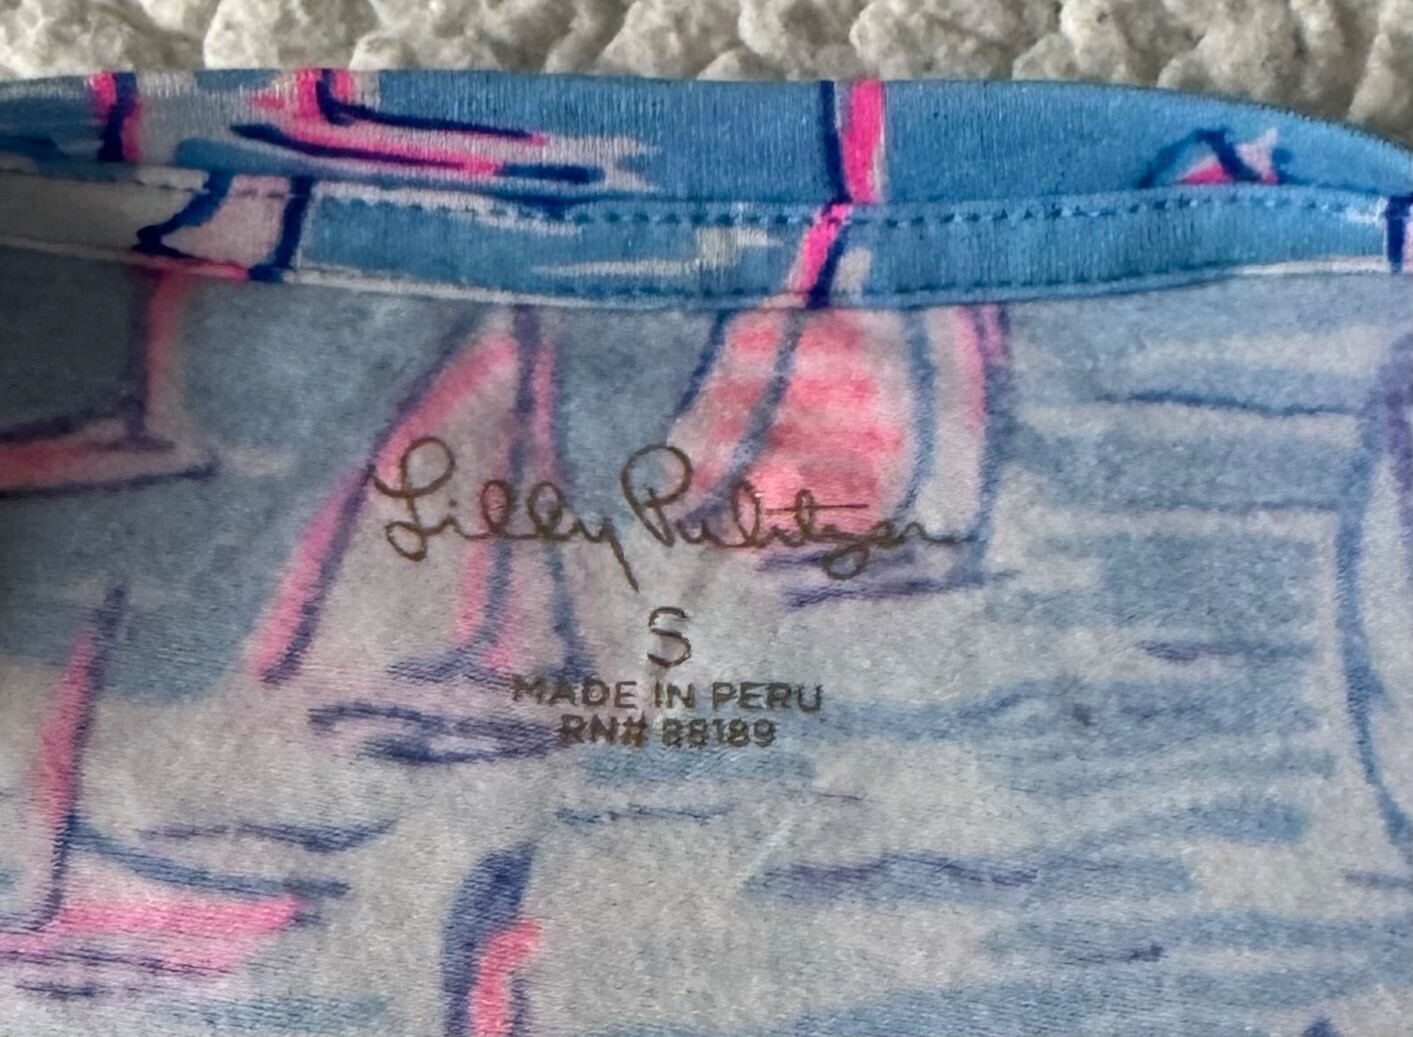 Lilly Pulitzer
S
MADE IN PERU
RN# 88189